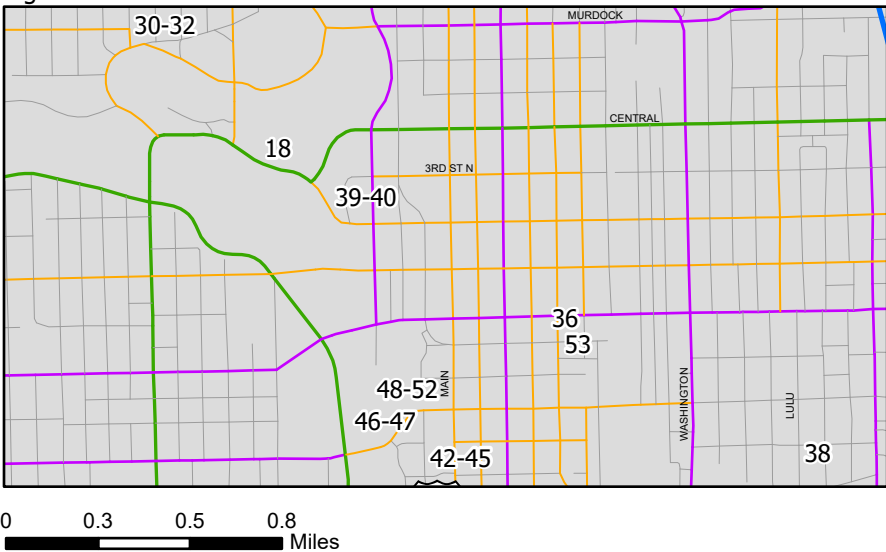 MURDOCK
30-32
CENTRAL
18
3RD ST N
39-40
36
53
MAIN
48-52
WASHINGTON
LULU
46-47
42-45
38
0 0.3 0.5 0.8
Miles